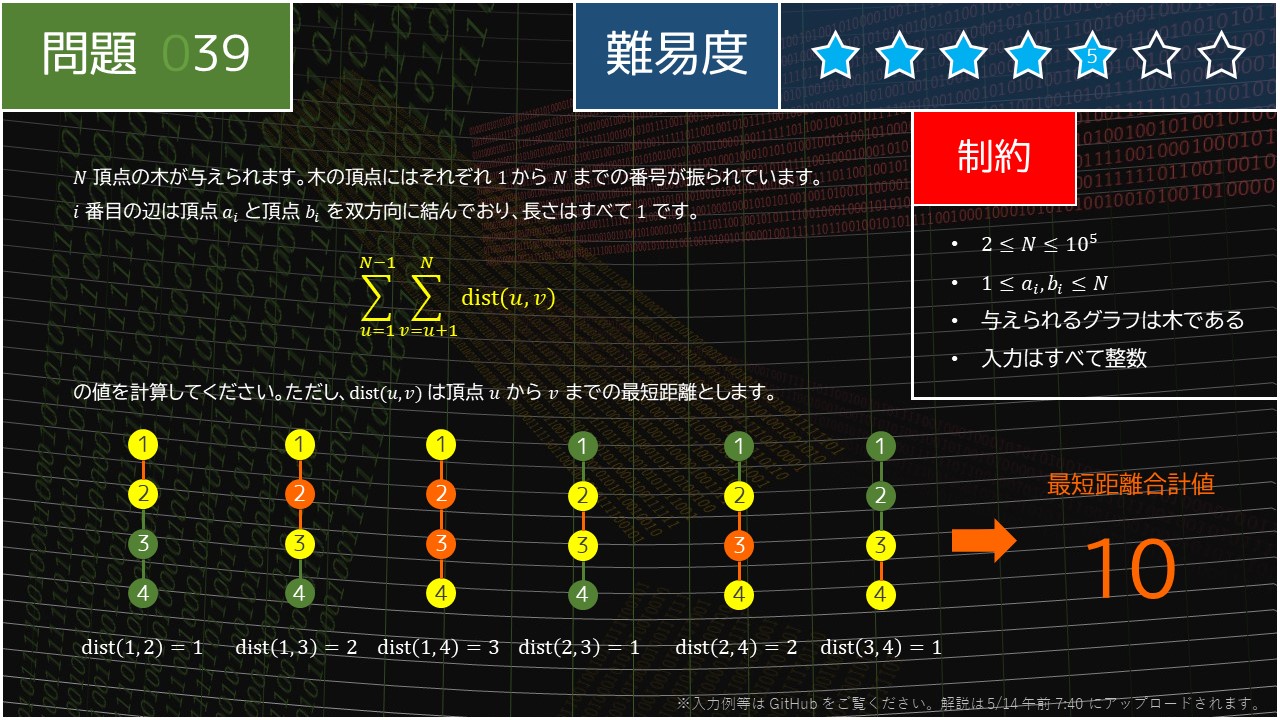 問題 039
難易度
5
制約
N 頂点の木が与えられます。木の頂点にはそれぞれ 1 から N までの番号が振られています。
i 番目の辺は頂点 aᵢ と頂点 bᵢ を双方向に結んでおり、長さはすべて 1 です。
N−1 N
∑ ∑ dist(u, v)
u=1 v=u+1
の値を計算してください。ただし、dist(u,v) は頂点 u から v までの最短距離とします。
• 2 ≤ N ≤ 10⁵
• 1 ≤ aᵢ, bᵢ ≤ N
• 与えられるグラフは木である
• 入力はすべて整数
1 1 1 1 1 1
2 2 2 2 2 2
3 3 3 3 3 3
4 4 4 4 4 4
最短距離合計値
10
dist(1,2) = 1 dist(1,3) = 2 dist(1,4) = 3 dist(2,3) = 1 dist(2,4) = 2 dist(3,4) = 1
※入力例等は GitHub をご覧ください。解説は 5/14 午前 7:40 にアップロードされます。